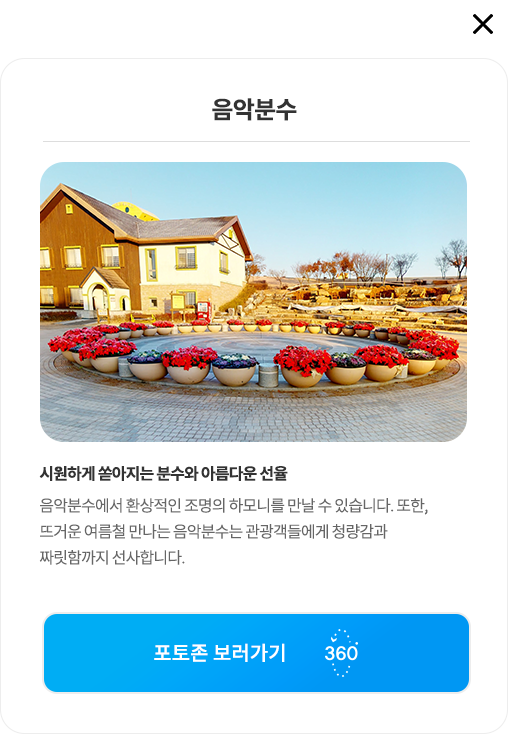 음악분수
시원하게 쏟아지는 분수와 아름다운 선율
음악분수에서 환상적인 조명의 하모니를 만날 수 있습니다. 또한,
뜨거운 여름철 만나는 음악분수는 관광객들에게 청량감과
짜릿함까지 선사합니다.
포토존 보러가기 360